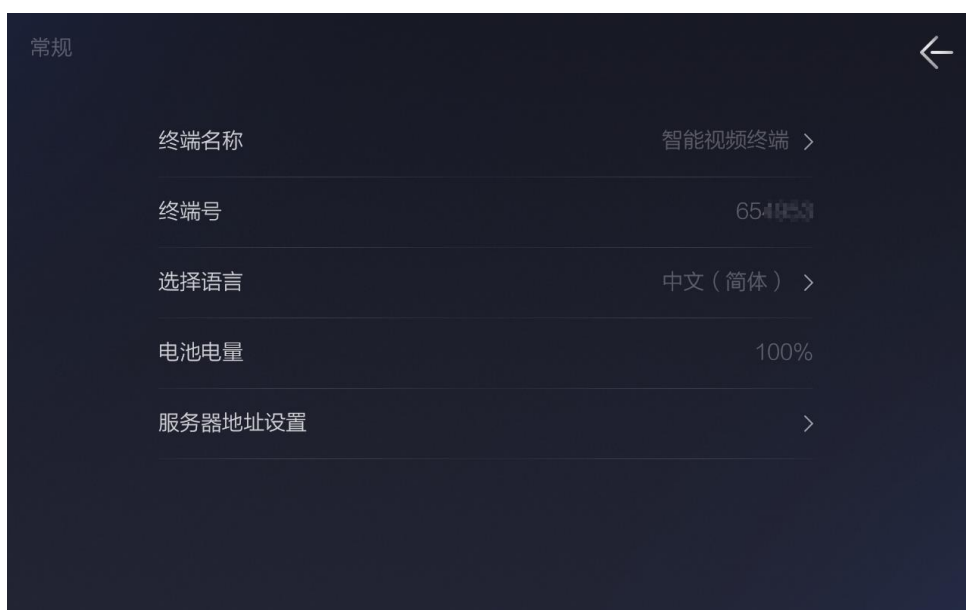 常规
终端名称 智能视频终端
终端号 65
选择语言 中文（简体）
电池电量 100%
服务器地址设置